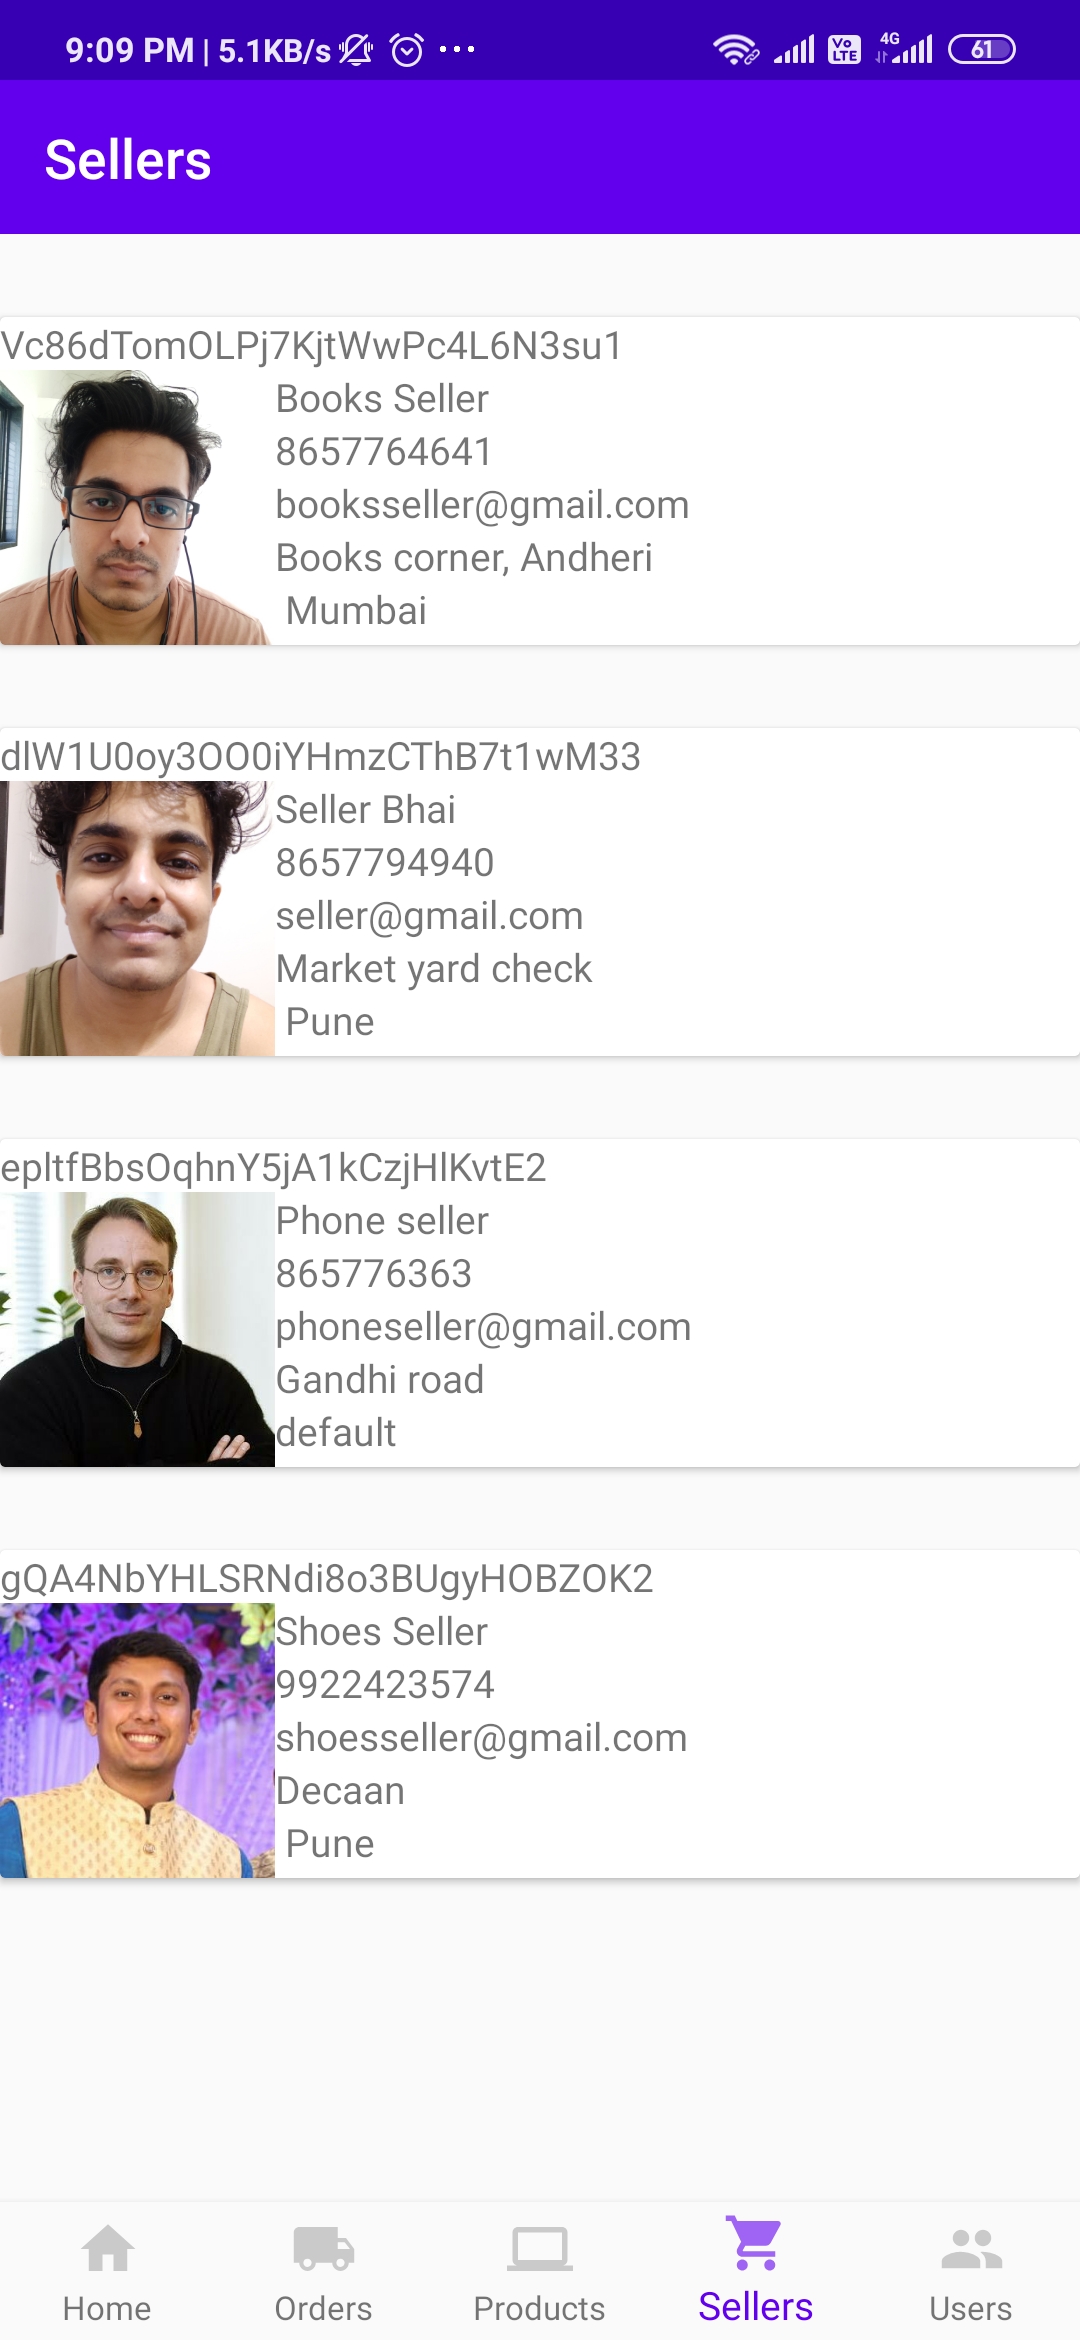 9:09 PM | 5.1KB/s
Vo LTE
4G
61
Sellers
Vc86dTomOLPj7KjtWwPc4L6N3su1
Books Seller
8657764641
booksseller@gmail.com
Books corner, Andheri
Mumbai
dlW1U0oy3OO0iYHmzCThB7t1wM33
Seller Bhai
8657794940
seller@gmail.com
Market yard check
Pune
epltfBbsOqhnY5jA1kCzjHlKvtE2
Phone seller
865776363
phoneseller@gmail.com
Gandhi road
default
gQA4NbYHLSRNdi8o3BUgyHOBZOK2
Shoes Seller
9922423574
shoesseller@gmail.com
Decaan
Pune
Home
Orders
Products
Sellers
Users